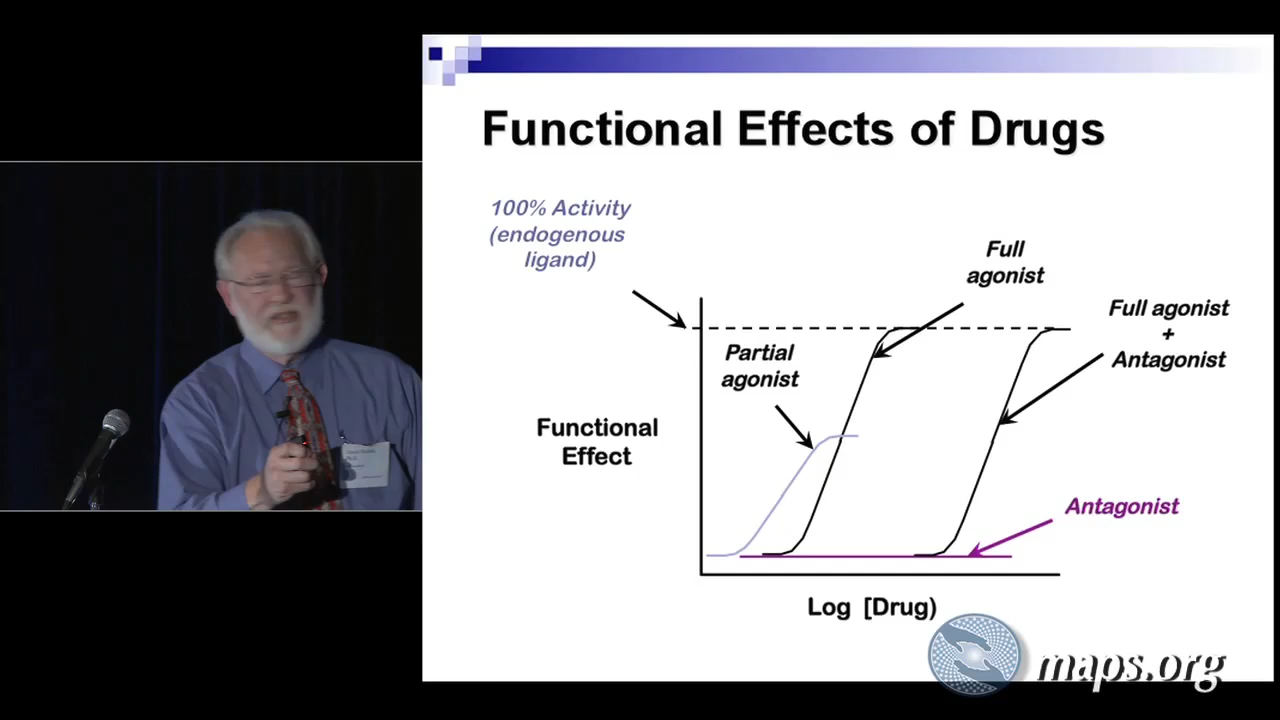 Functional Effects of Drugs
100% Activity
(endogenous
ligand)
Full
agonist
Full agonist
+
Antagonist
Partial
agonist
Functional
Effect
Antagonist
Log [Drug)
maps.org